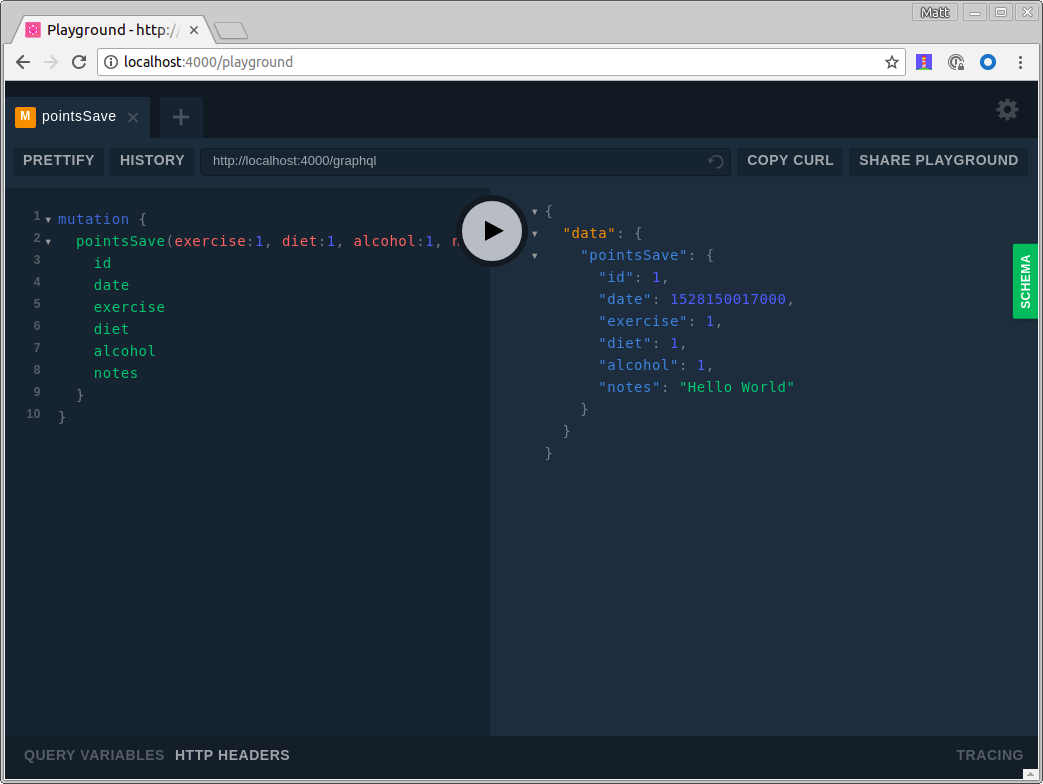 Matt
Playground - http://
localhost:4000/playground
M pointsSave
PRETTIFY HISTORY http://localhost:4000/graphql COPY CURL SHARE PLAYGROUND
1 mutation {
2 pointsSave(exercise:1, diet:1, alcohol:1,
3 id
4 date
5 exercise
6 diet
7 alcohol
8 notes
9 }
10 }
{
"data": {
"pointsSave": {
"id": 1,
"date": 1528150017000,
"exercise": 1,
"diet": 1,
"alcohol": 1,
"notes": "Hello World"
}
}
}
SCHEMA
QUERY VARIABLES HTTP HEADERS TRACING